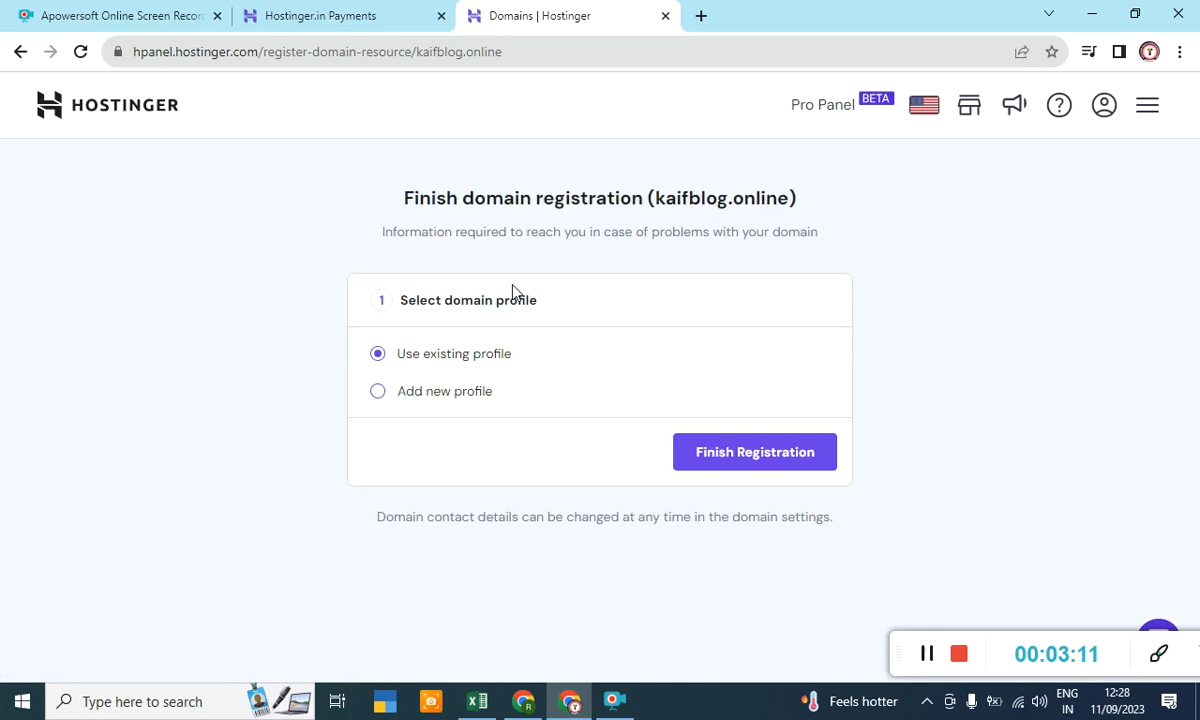 Apowersoft Online Screen Recor
Hostinger.in Payments
Domains | Hostinger
hpanel.hostinger.com/register-domain-resource/kaifblog.online
HOSTINGER
Pro Panel BETA
Finish domain registration (kaifblog.online)
Information required to reach you in case of problems with your domain
1 Select domain profile
Use existing profile
Add new profile
Finish Registration
Domain contact details can be changed at any time in the domain settings.
00:03:11
Type here to search
Feels hotter
ENG
IN
12:28
11/09/2023